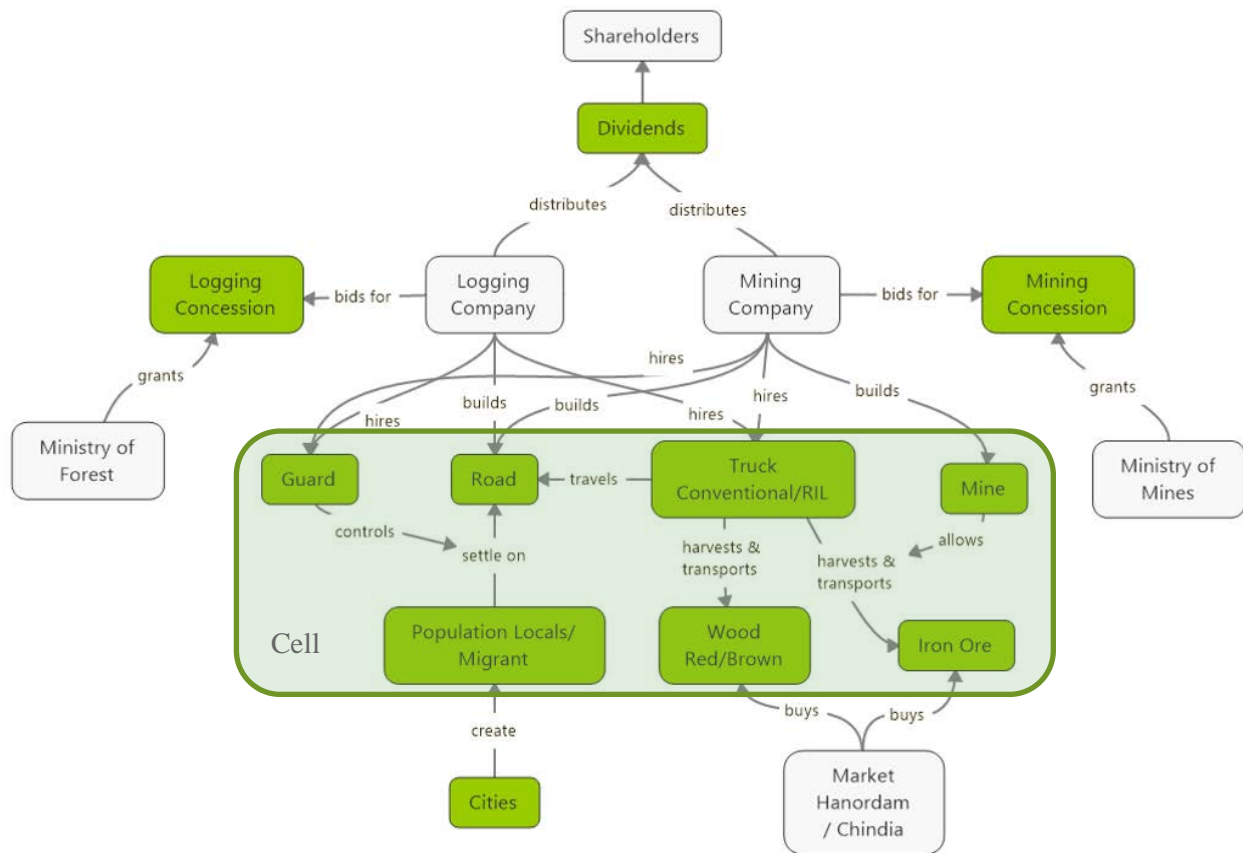 Shareholders
Dividends
distributes
distributes
Logging
Concession
bids for
Logging
Company
Mining
Company
bids for
Mining
Concession
grants
hires
grants
builds
builds
hires
builds
hires
hires
Ministry of
Forest
Ministry of
Mines
Guard
Road
travels
Truck
Conventional/RIL
Mine
controls
settle on
harvests &
transports
harvests &
transports
allows
Cell
Population Locals/
Migrant
Wood
Red/Brown
Iron Ore
create
buys
buys
Cities
Market
Hanordam
/ Chindia